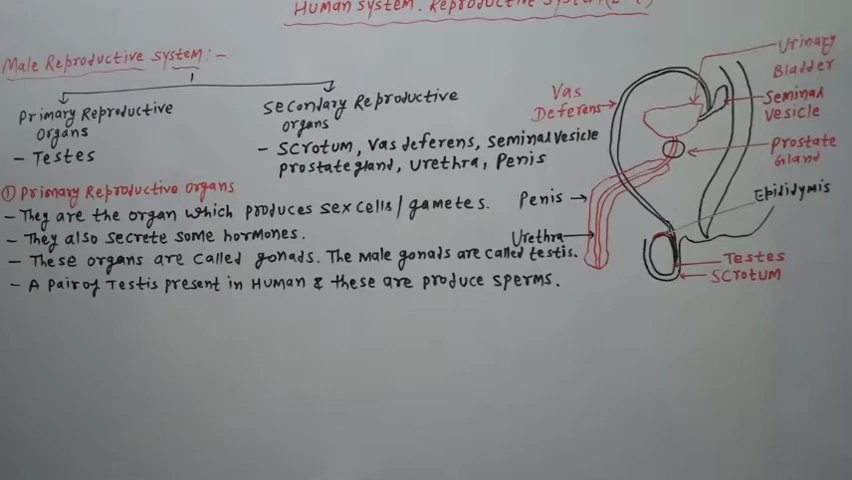 Human System. Reproductive System
Male Reproductive System:-
Primary Reproductive
Organs
- Testes
Secondary Reproductive
organs
- Scrotum, Vas deferens, Seminal Vesicle
Prostate gland, Urethra, Penis
① Primary Reproductive organs
- They are the organ which produces sex cells/gametes.
- They also secrete some hormones.
- These organs are called gonads. The Male gonads are called testis.
- A pair of Testis present in Human & these are produce sperms.
Vas
Deferens
Urinary
Bladder
Seminal
Vesicle
Prostate
Gland
Epididymis
Penis
Urethra
Testes
Scrotum